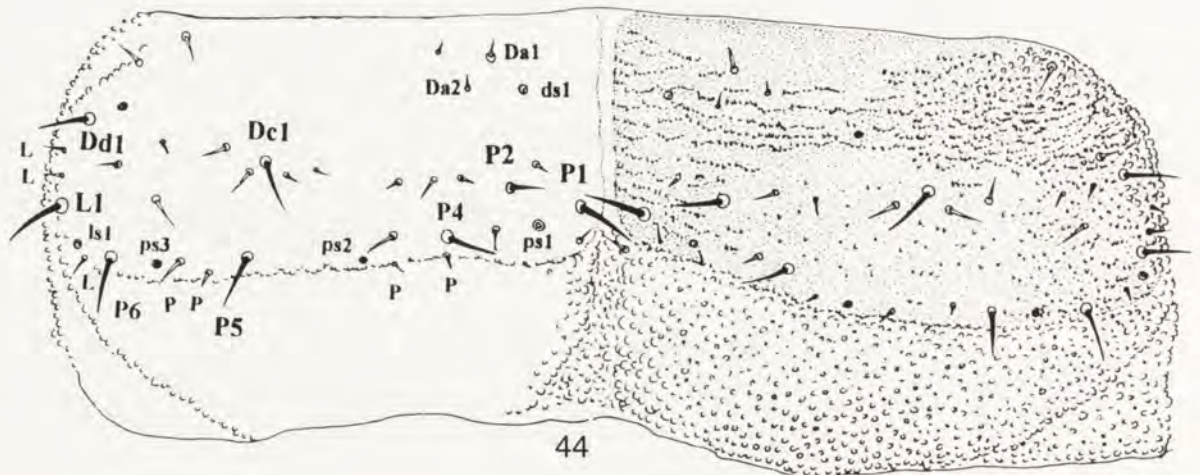 Da1
Da2 ds1
Dd1 Dc1 P2 P1
L
L
L1 P4
ls1 ps3 ps2 ps1
L P6 P P P5 P P
44